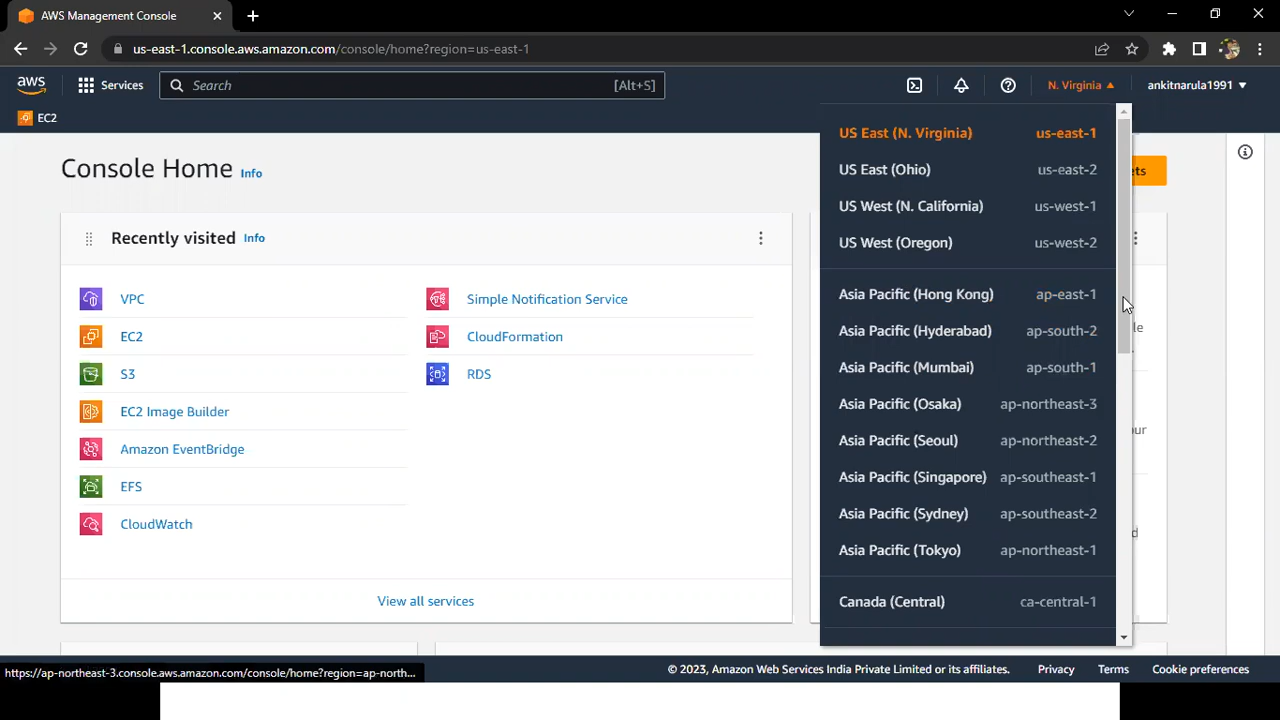 AWS Management Console
us-east-1.console.aws.amazon.com/console/home?region=us-east-1
aws
Services
Search
[Alt+S]
N. Virginia
ankitnarula1991
EC2
Console Home
Info
Recently visited
Info
VPC
EC2
S3
EC2 Image Builder
Amazon EventBridge
EFS
CloudWatch
Simple Notification Service
CloudFormation
RDS
View all services
US East (N. Virginia) us-east-1
US East (Ohio) us-east-2
US West (N. California) us-west-1
US West (Oregon) us-west-2
Asia Pacific (Hong Kong) ap-east-1
Asia Pacific (Hyderabad) ap-south-2
Asia Pacific (Mumbai) ap-south-1
Asia Pacific (Osaka) ap-northeast-3
Asia Pacific (Seoul) ap-northeast-2
Asia Pacific (Singapore) ap-southeast-1
Asia Pacific (Sydney) ap-southeast-2
Asia Pacific (Tokyo) ap-northeast-1
Canada (Central) ca-central-1
https://ap-northeast-3.console.aws.amazon.com/console/home?region=ap-north...
© 2023, Amazon Web Services India Private Limited or its affiliates.
Privacy
Terms
Cookie preferences